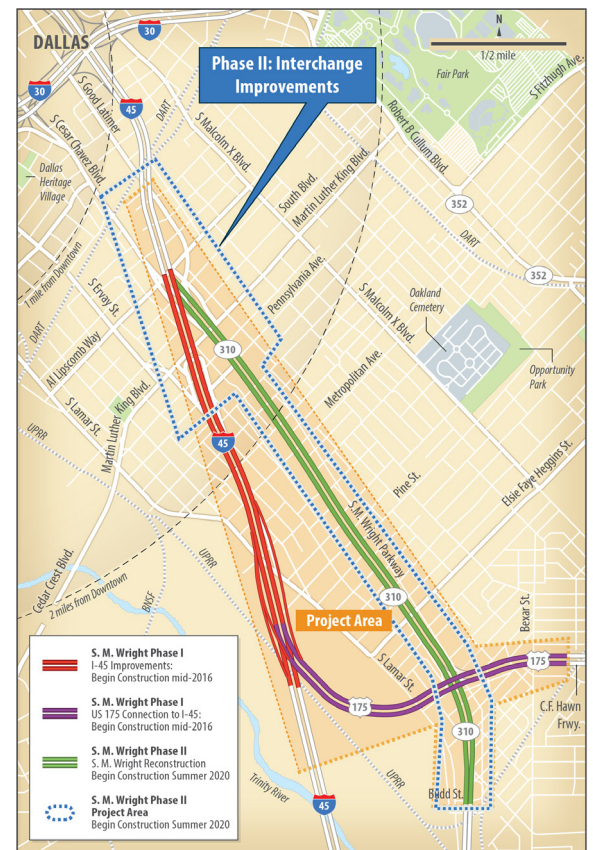 DALLAS
30
30
45
Phase II: Interchange
Improvements
N
1/2 mile
Fair Park
S Fitzhugh Ave.
Robert B Cullum Blvd.
S Good Latimer
DART
S Malcolm X Blvd.
S Cesar Chavez Blvd.
South Blvd.
Martin Luther King Blvd.
Dallas
Heritage
Village
352
DART
352
1 mile from Downtown
S Ervay St.
Pennsylvania Ave.
S Malcolm X Blvd.
Oakland
Cemetery
DART
Al Lipscomb Way
310
Metropolitan Ave.
Opportunity
Park
S Lamar St.
Martin Luther King Blvd.
UPRR
45
Pine St.
Elsie Faye Heggins St.
S.M. Wright Parkway
UPRR
Cedar Crest Blvd.
2 miles from Downtown
BNSF
310
Bexar St.
Project Area
S Lamar St.
175
175
C.F. Hawn
Frwy.
310
UPRR
Budd St.
Trinity River
45
S. M. Wright Phase I
I-45 Improvements:
Begin Construction mid-2016
S. M. Wright Phase I
US 175 Connection to I-45:
Begin Construction mid-2016
S. M. Wright Phase II
S. M. Wright Reconstruction
Begin Construction Summer 2020
S. M. Wright Phase II
Project Area
Begin Construction Summer 2020